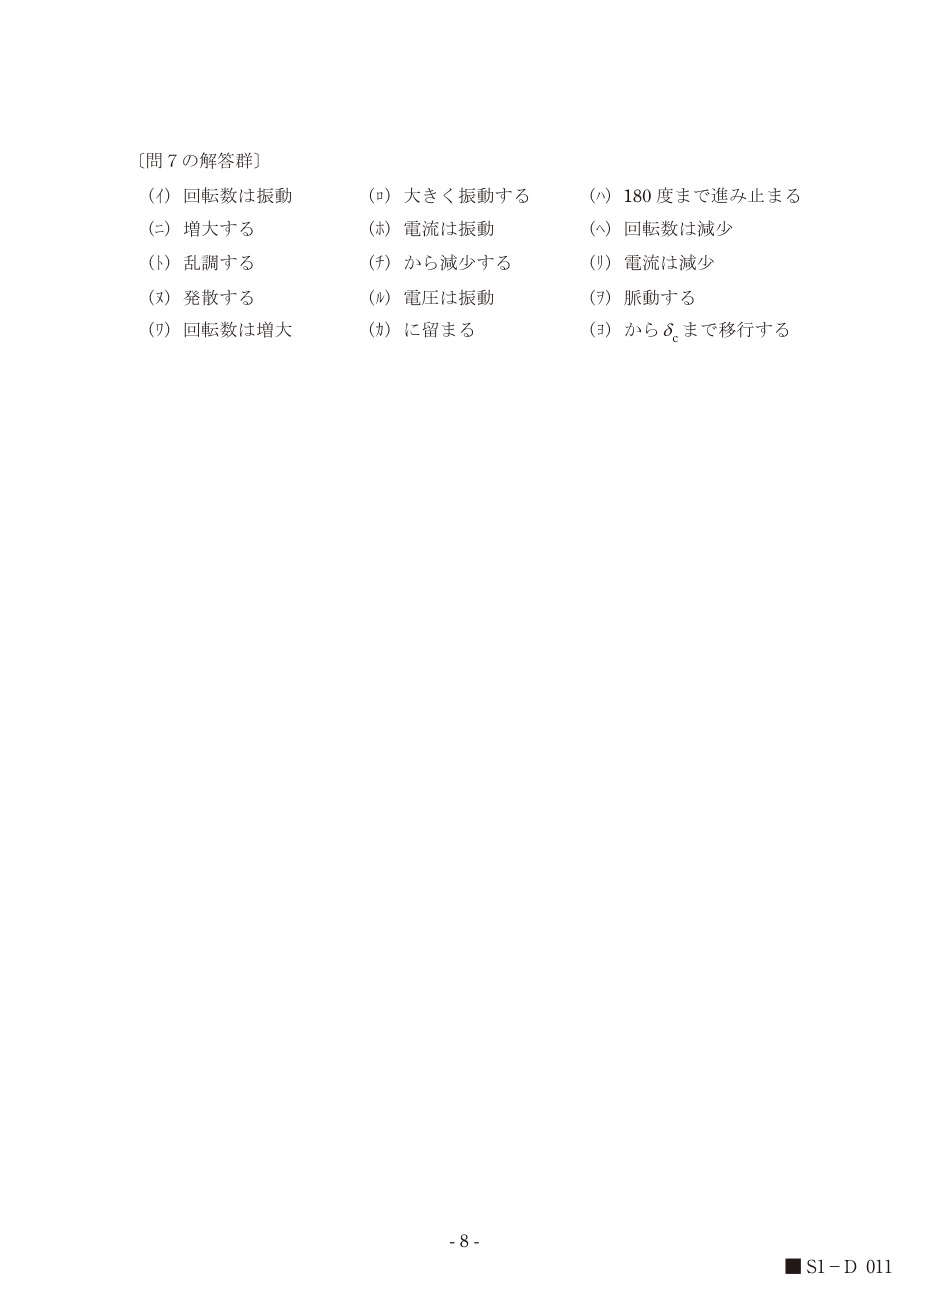 〔問７の解答群〕
(ｲ) 回転数は振動 (ﾛ) 大きく振動する (ﾊ) 180 度まで進み止まる
(ﾆ) 増大する (ﾎ) 電流は振動 (ﾍ) 回転数は減少
(ﾄ) 乱調する (ﾁ) から減少する (ﾘ) 電流は減少
(ﾇ) 発散する (ﾙ) 電圧は振動 (ｦ) 脈動する
(ﾜ) 回転数は増大 (ｶ) に留まる (ﾖ) からδcまで移行する
- 8 -
■ S1－D 011